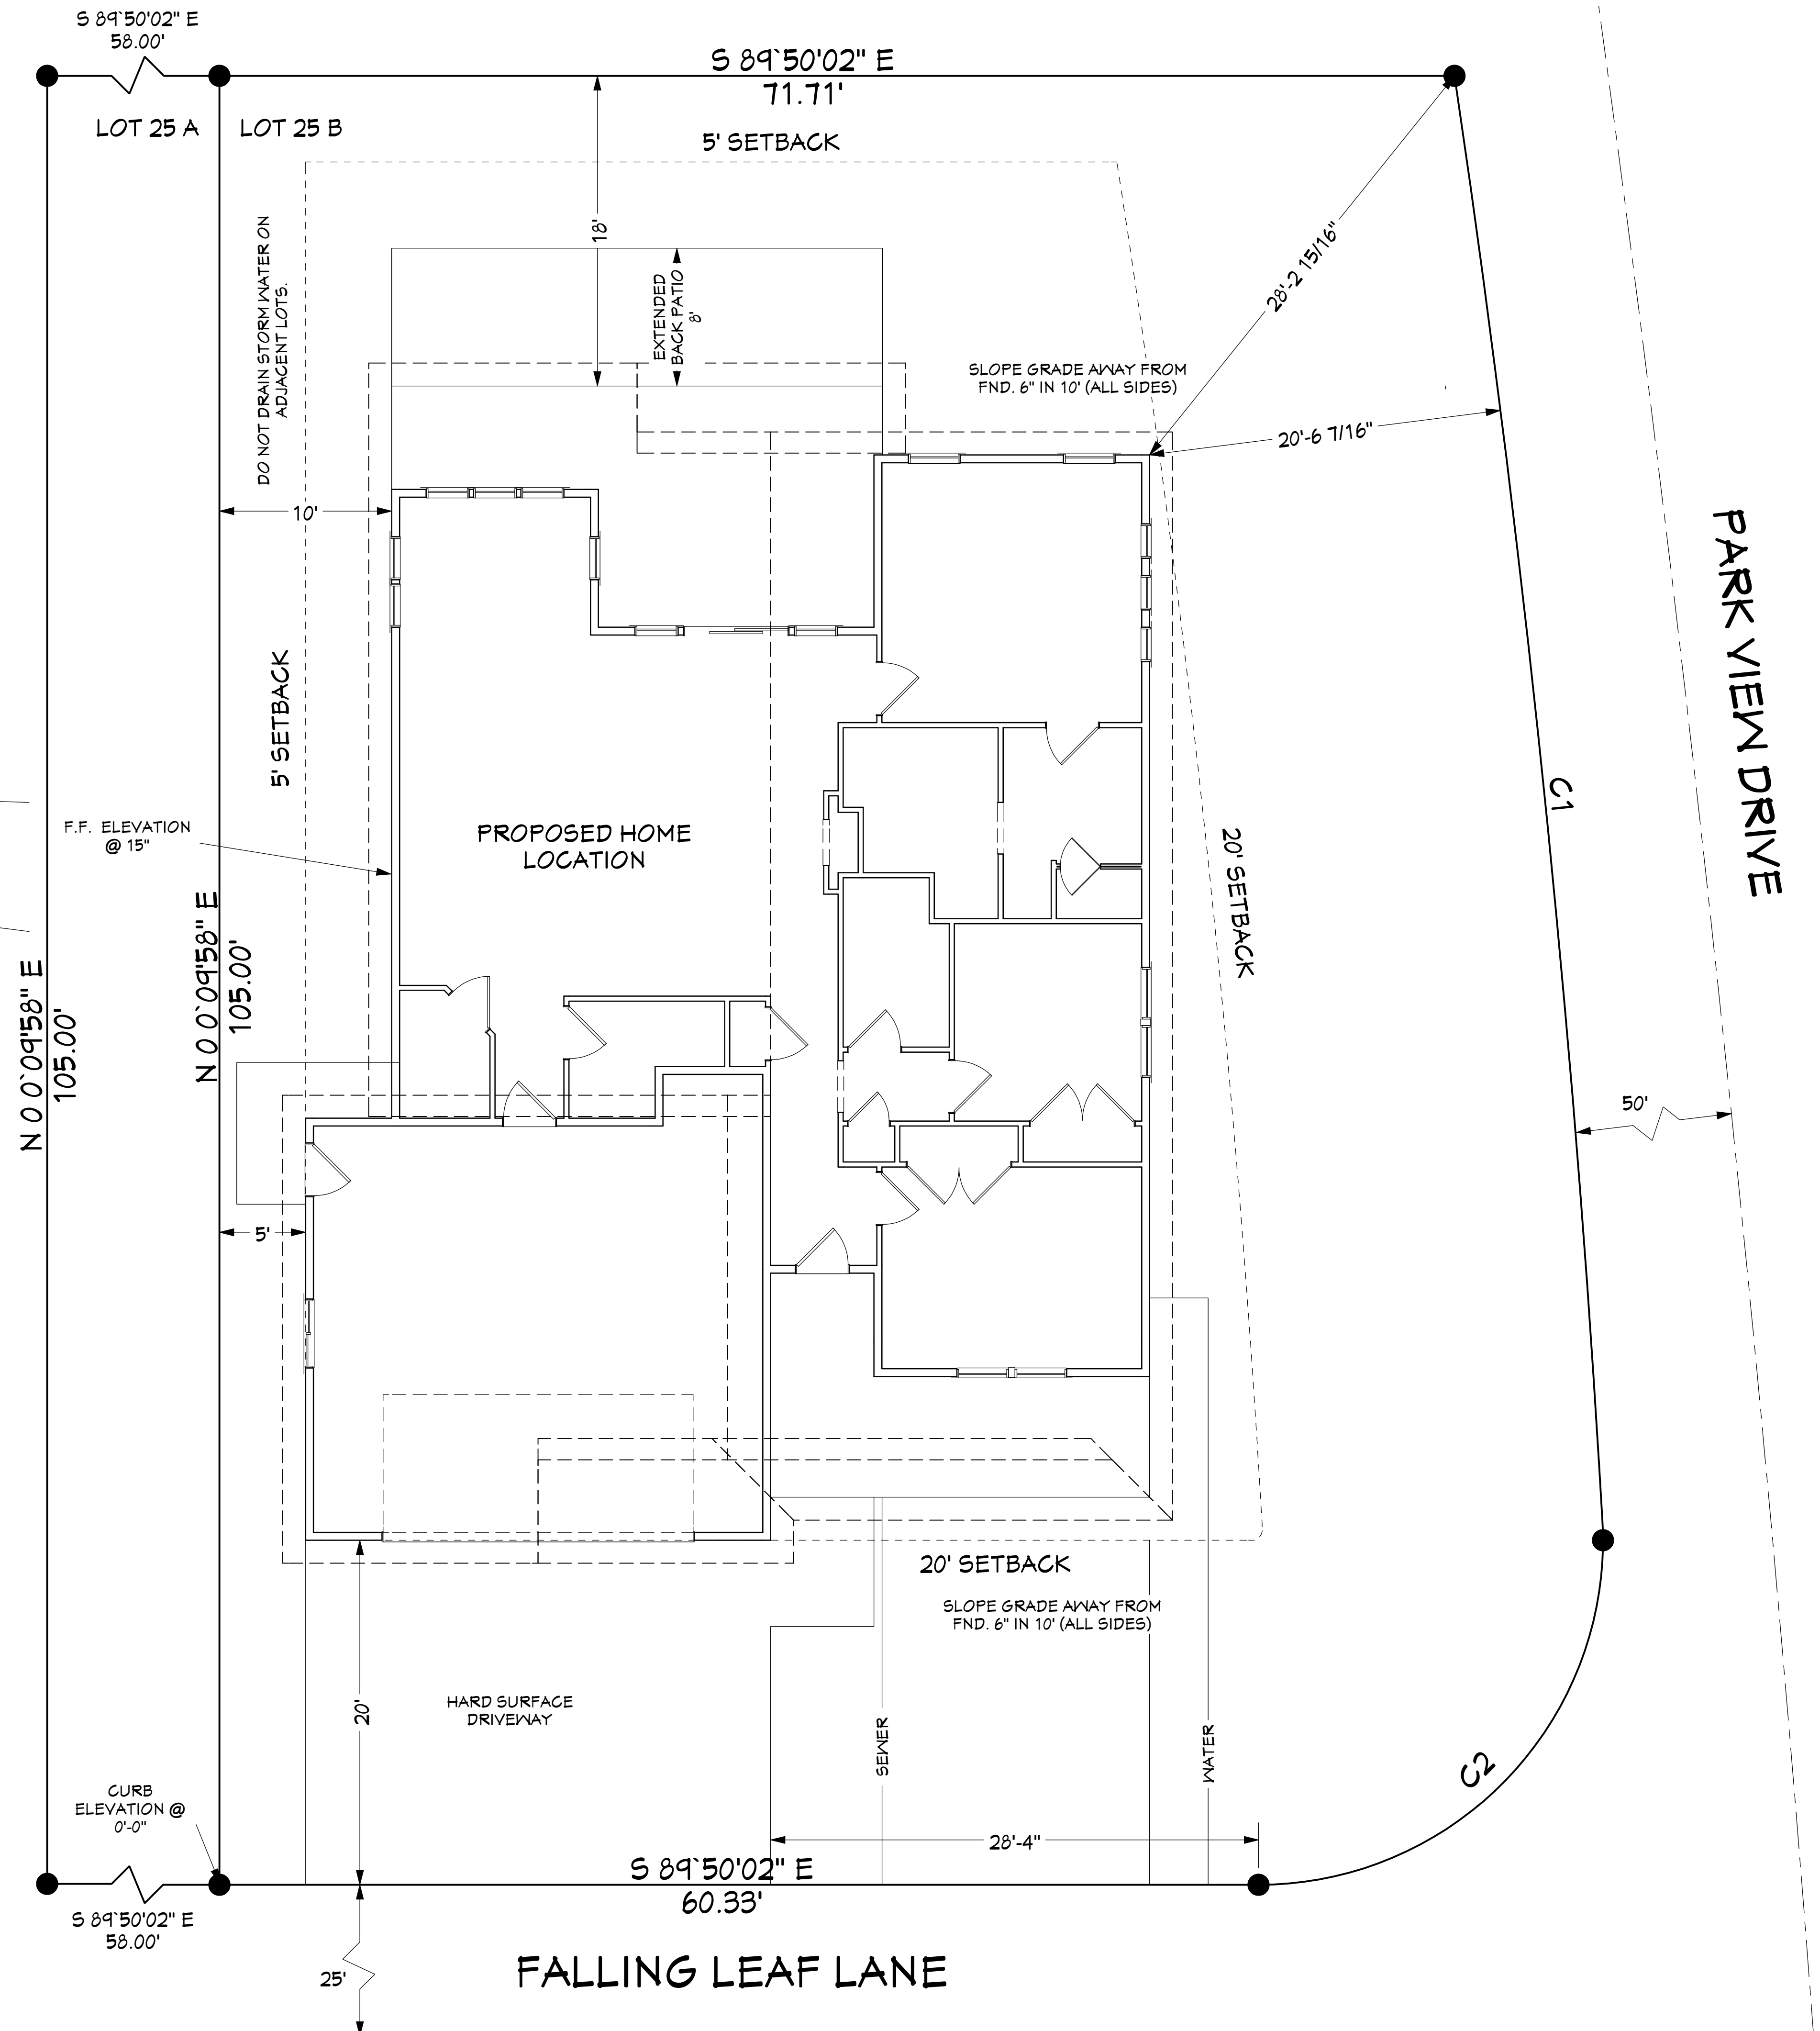 S 89`50'02" E
58.00'
S 89`50'02" E
71.71'
LOT 25 A
LOT 25 B
5' SETBACK
18'
DO NOT DRAIN STORM WATER ON
ADJACENT LOTS.
EXTENDED
BACK PATIO
8'
28'-2 15/16"
SLOPE GRADE AWAY FROM
FND. 6" IN 10' (ALL SIDES)
20'-6 7/16"
10'
PARK VIEW DRIVE
5' SETBACK
C1
F.F. ELEVATION
@ 15"
PROPOSED HOME
LOCATION
20' SETBACK
N 0 0`09'58" E
105.00'
N 0 0`09'58" E
105.00'
50'
5'
20' SETBACK
SLOPE GRADE AWAY FROM
FND. 6" IN 10' (ALL SIDES)
20'
HARD SURFACE
DRIVEWAY
SEWER
WATER
C2
CURB
ELEVATION @
0'-0"
28'-4"
S 89`50'02" E
60.33'
S 89`50'02" E
58.00'
25'
FALLING LEAF LANE